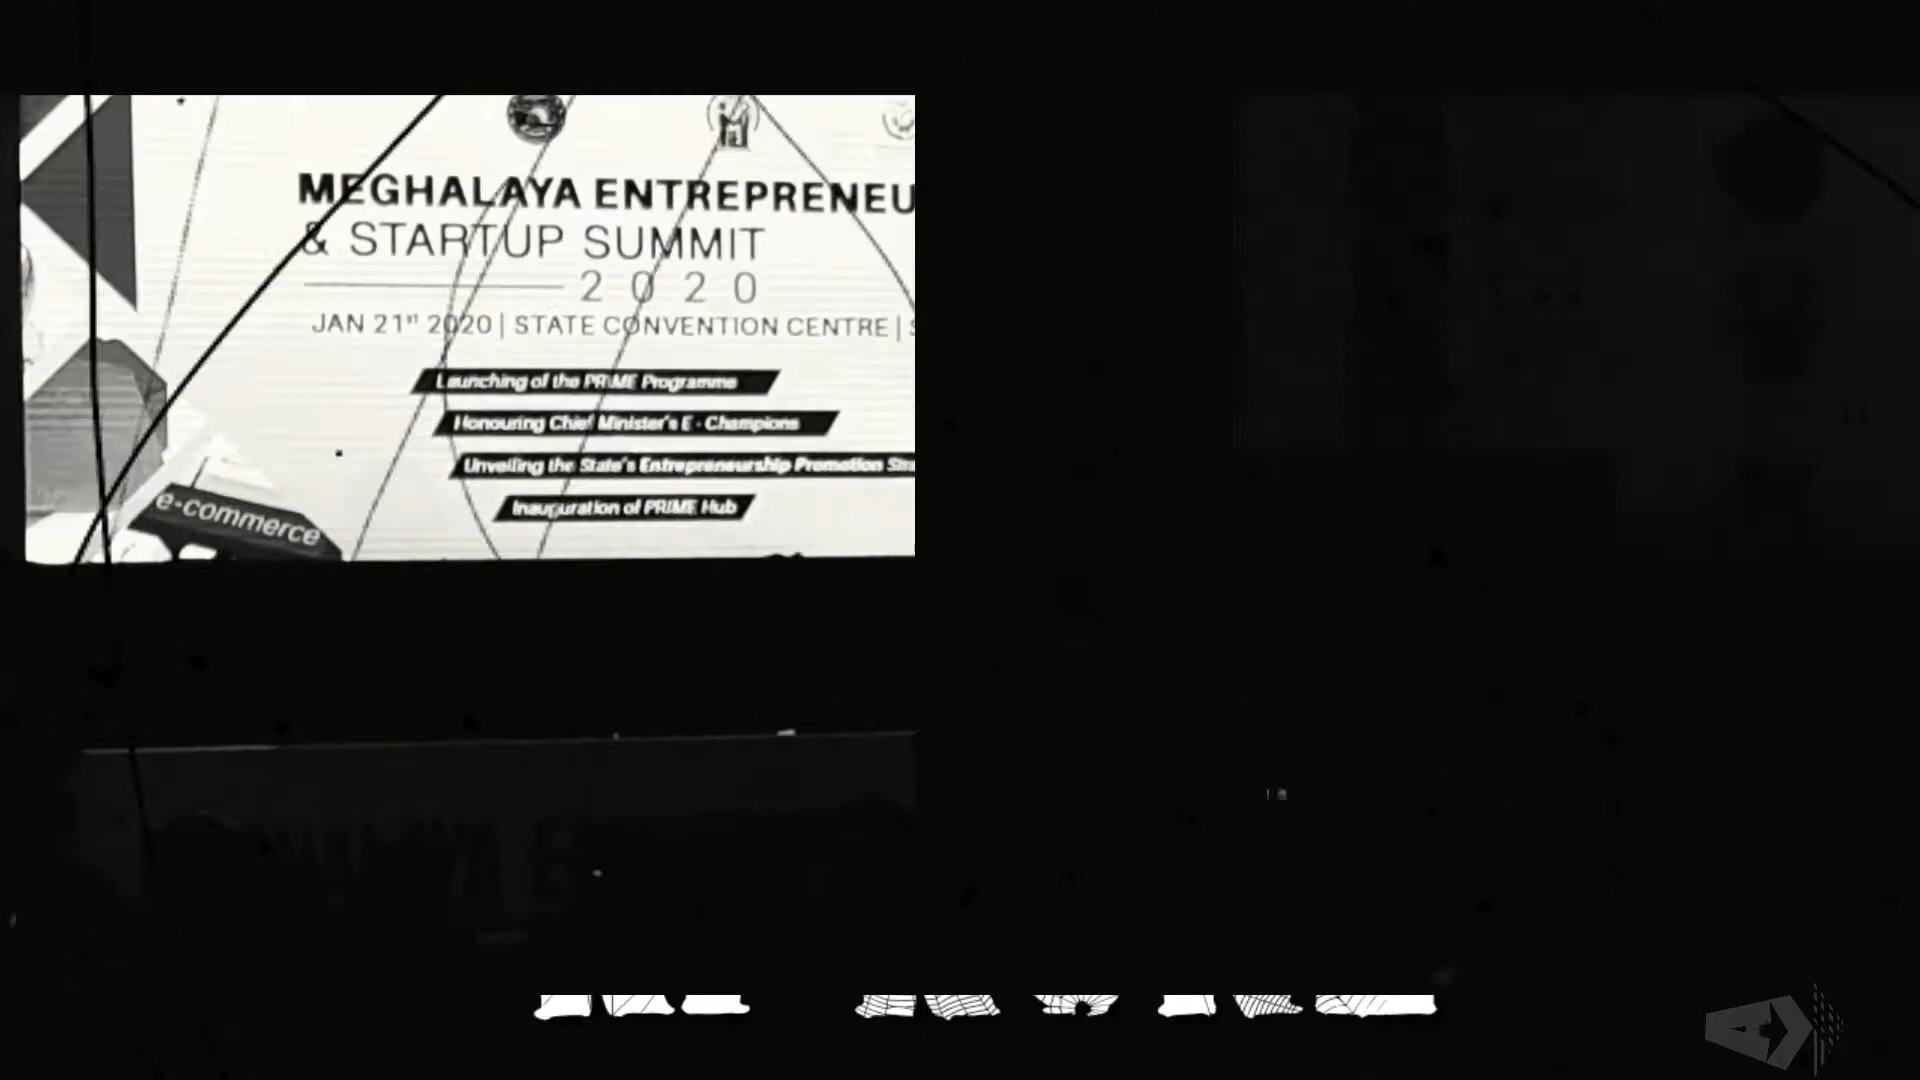 MEGHALAYA ENTREPRENEU
& STARTUP SUMMIT
2020
JAN 21st 2020 | STATE CONVENTION CENTRE |
Launching of the PRIME Programme
Honouring Chief Minister's E - Champions
Unveiling the State's Entrepreneurship Promotion
Inauguration of PRIME Hub
e-commerce